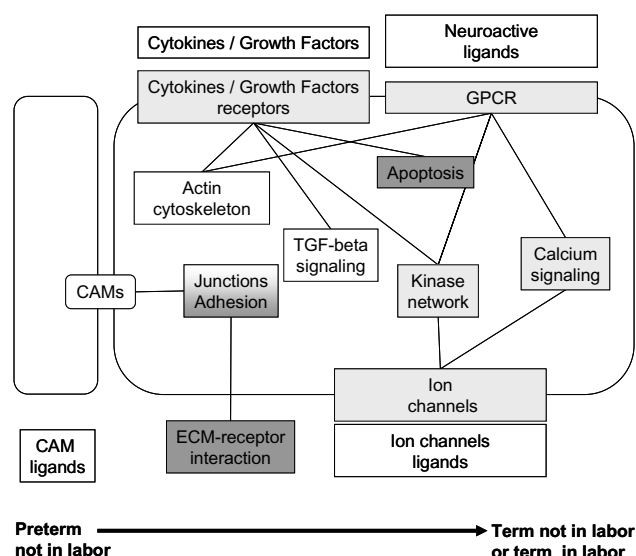 Cytokines / Growth Factors
Neuroactive
ligands
Cytokines / Growth Factors
receptors
GPCR
Apoptosis
Actin
cytoskeleton
TGF-beta
signaling
Calcium
signaling
CAMs
Junctions
Adhesion
Kinase
network
Ion
channels
CAM
ligands
ECM-receptor
interaction
Ion channels
ligands
Preterm
not in labor
Term not in labor
or term in labor